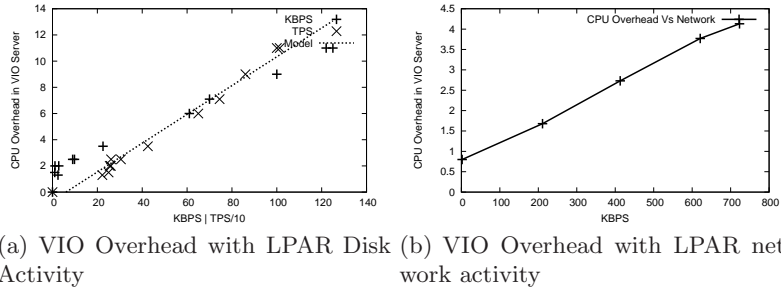 14
12
10
8
6
4
2
0
0 20 40 60 80 100 120 140
CPU Overhead in VIO Server
KBPS | TPS/10
KBPS
TPS
Model
4.5
4
3.5
3
2.5
2
1.5
1
0.5
0
0 100 200 300 400 500 600 700 800
CPU Overhead in VIO Server
KBPS
CPU Overhead Vs Network
(a) VIO Overhead with LPAR Disk
Activity
(b) VIO Overhead with LPAR net
work activity